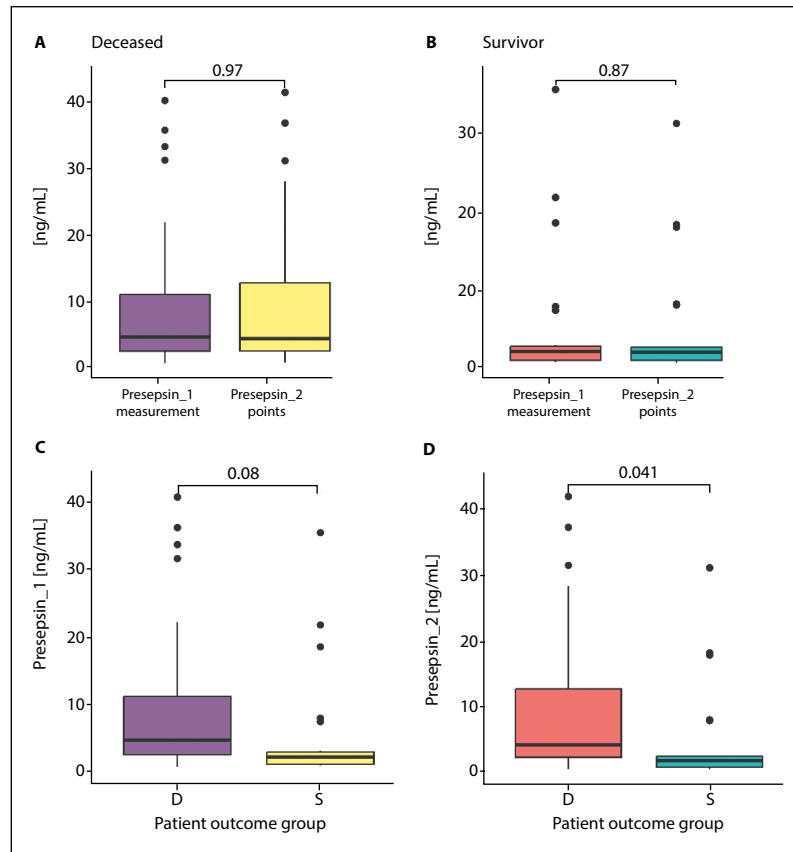 A Deceased
0.97
40
30
20
10
0
[ng/mL]
Presepsin_1
measurement
Presepsin_2
points
B Survivor
0.87
30
20
20
0
[ng/mL]
Presepsin_1
measurement
Presepsin_2
points
C
0.08
40
30
20
10
0
Presepsin_1 [ng/mL]
D S
Patient outcome group
D
0.041
40
30
20
10
0
Presepsin_2 [ng/mL]
D S
Patient outcome group